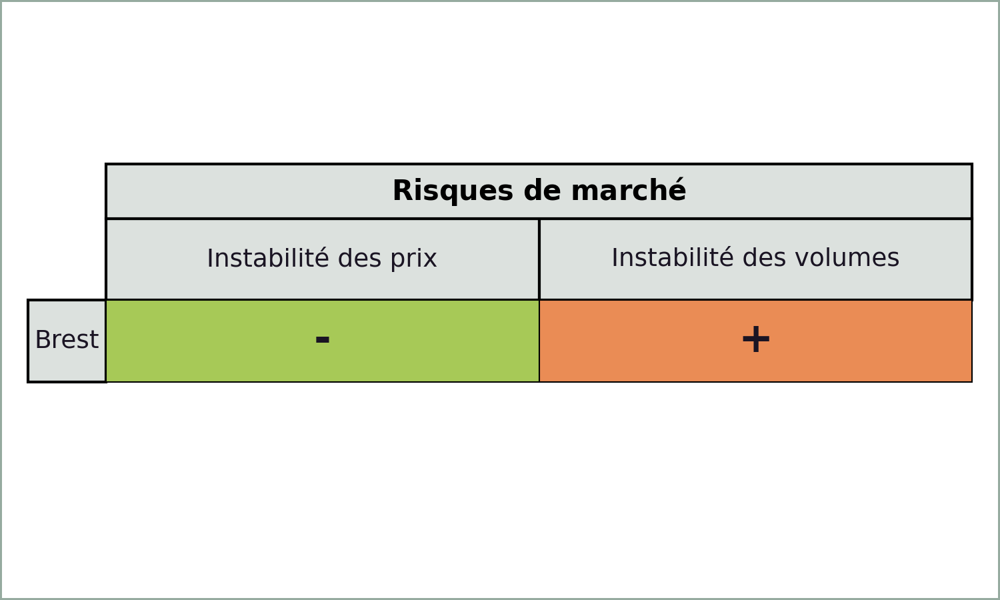 Risques de marché
Instabilité des prix
Instabilité des volumes
Brest
-
+